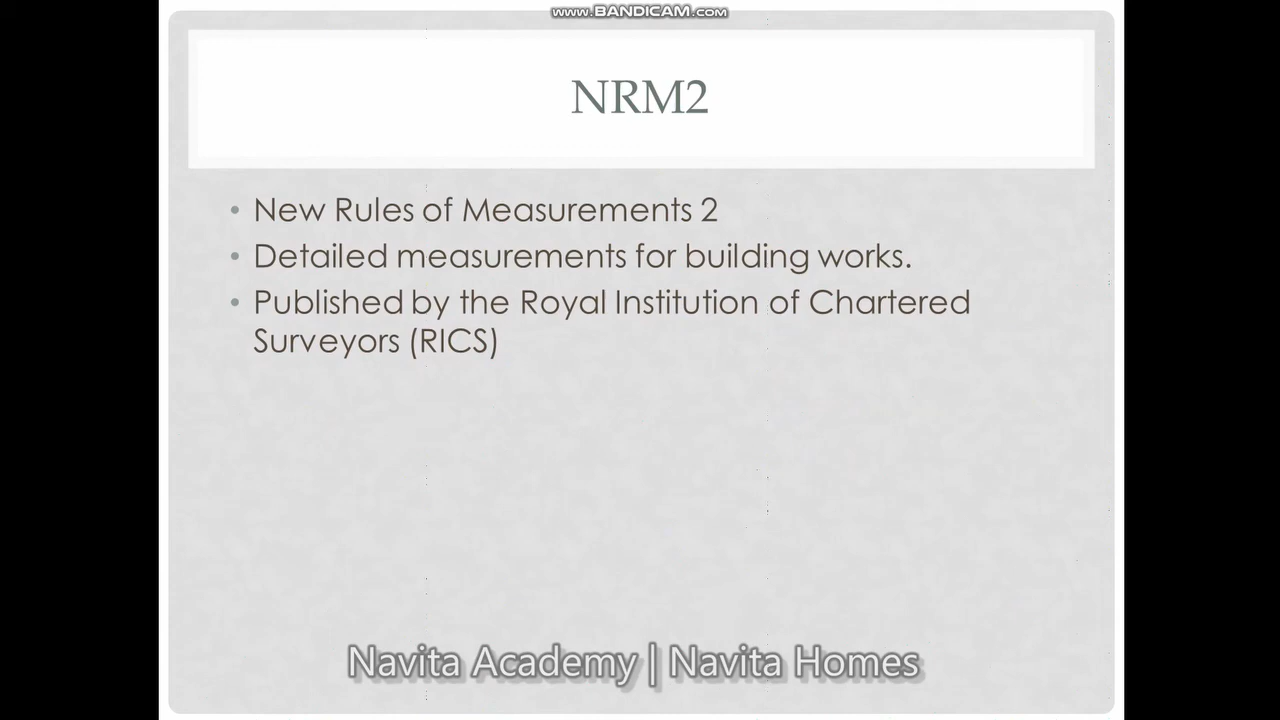 www.BANDICAM.com
NRM2
• New Rules of Measurements 2
• Detailed measurements for building works.
• Published by the Royal Institution of Chartered
Surveyors (RICS)
Navita Academy | Navita Homes